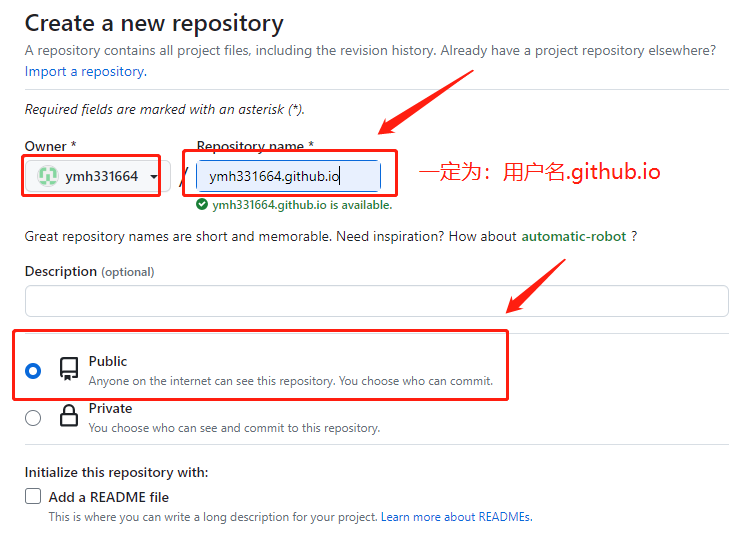 Create a new repository
A repository contains all project files, including the revision history. Already have a project repository elsewhere?
Import a repository.
Required fields are marked with an asterisk (*).
Owner *
Repository name *
ymh331664
/
ymh331664.github.io
一定为：用户名.github.io
ymh331664.github.io is available.
Great repository names are short and memorable. Need inspiration? How about automatic-robot ?
Description (optional)
Public
Anyone on the internet can see this repository. You choose who can commit.
Private
You choose who can see and commit to this repository.
Initialize this repository with:
Add a README file
This is where you can write a long description for your project. Learn more about READMEs.